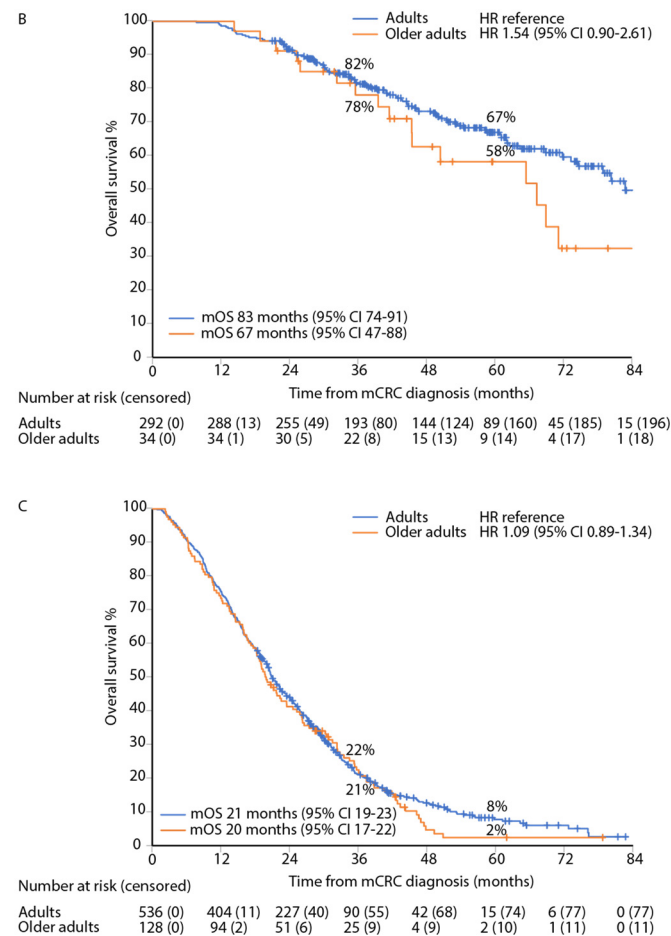 B
Adults HR reference
Older adults HR 1.54 (95% CI 0.90-2.61)
Overall survival %
100
90
80
70
60
50
40
30
20
10
0
82%
78%
67%
58%
mOS 83 months (95% CI 74-91)
mOS 67 months (95% CI 47-88)
0 12 24 36 48 60 72 84
Time from mCRC diagnosis (months)
Number at risk (censored)
Adults 292 (0) 288 (13) 255 (49) 193 (80) 144 (124) 89 (160) 45 (185) 15 (196)
Older adults 34 (0) 34 (1) 30 (5) 22 (8) 15 (13) 9 (14) 4 (17) 1 (18)
C
Adults HR reference
Older adults HR 1.09 (95% CI 0.89-1.34)
Overall survival %
100
90
80
70
60
50
40
30
20
10
0
22%
21%
8%
2%
mOS 21 months (95% CI 19-23)
mOS 20 months (95% CI 17-22)
0 12 24 36 48 60 72 84
Time from mCRC diagnosis (months)
Number at risk (censored)
Adults 536 (0) 404 (11) 227 (40) 90 (55) 42 (68) 15 (74) 6 (77) 0 (77)
Older adults 128 (0) 94 (2) 51 (6) 25 (9) 4 (9) 2 (10) 1 (11) 0 (11)